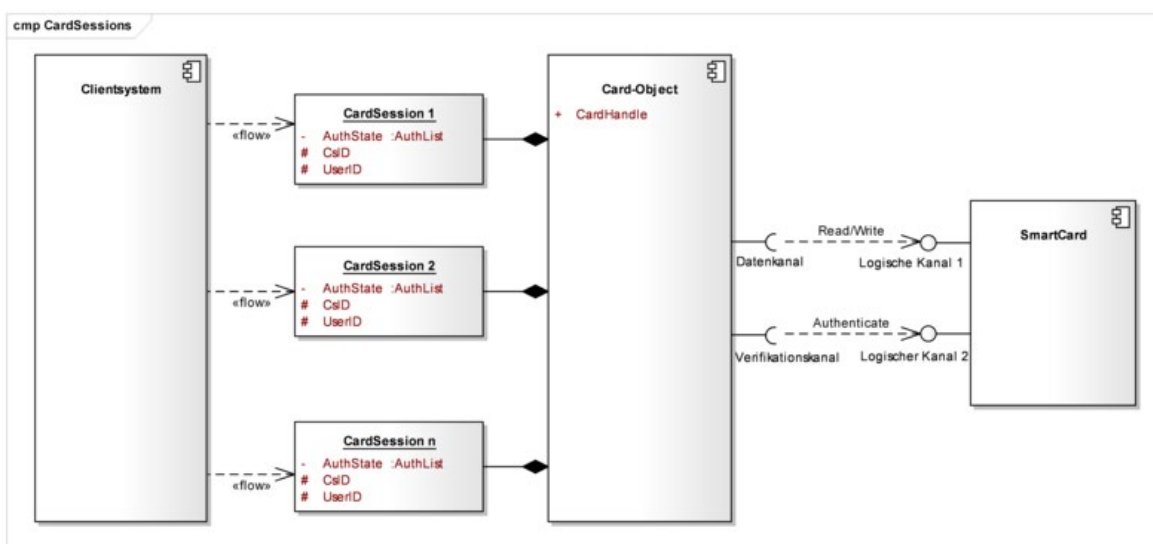 cmp CardSessions
Clientsystem
«flow»
CardSession 1
- AuthState :AuthList
# CsID
# UserID
«flow»
CardSession 2
- AuthState :AuthList
# CsID
# UserID
«flow»
CardSession n
- AuthState :AuthList
# CsID
# UserID
Card-Object
+ CardHandle
Read/Write
Datenkanal
Logische Kanal 1
Authenticate
Verifikationskanal
Logischer Kanal 2
SmartCard